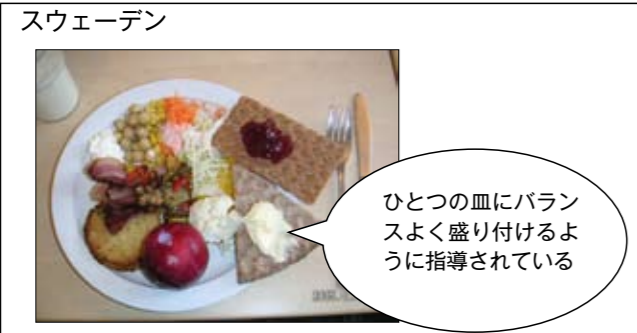 スウェーデン
ひとつの皿にバラン
スよく盛り付けるよ
うに指導されている